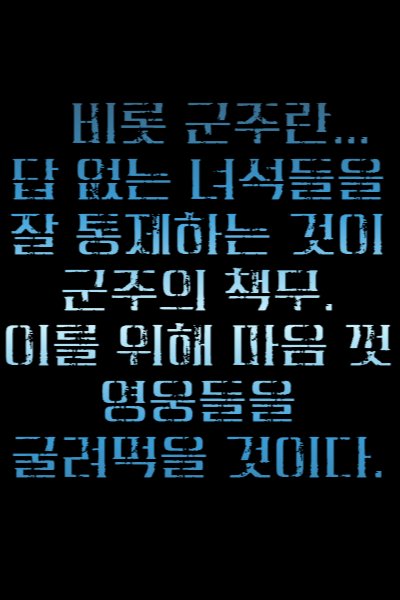 비롯 군주란...
답 없는 녀석들을
잘 통제하는 것이
군주의 책무.
이를 위해 마음 껏
영웅들을
굴려먹을 것이다.